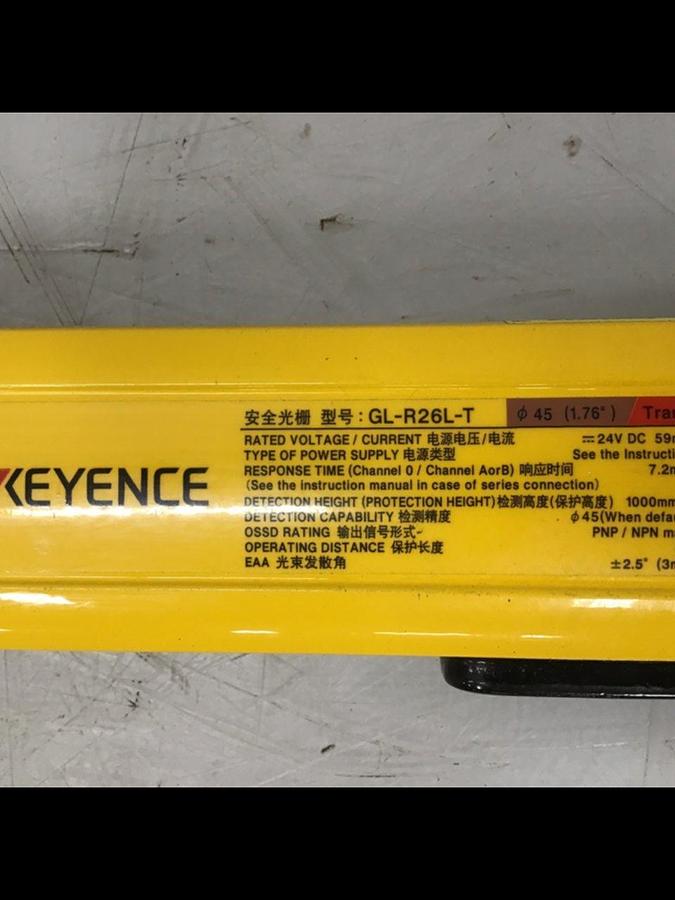 KEYENCE
安全光栅 型号: GL-R26L-T
ϕ 45 (1.76")
RATED VOLTAGE / CURRENT 电源电压/电流 ⎓ 24V DC
TYPE OF POWER SUPPLY 电源类型 See the
RESPONSE TIME (Channel 0 / Channel AorB) 响应时间
(See the instruction manual in case of series connection)
DETECTION HEIGHT (PROTECTION HEIGHT) 检测高度(保护高度) 1000mm
DETECTION CAPABILITY 检测精度 ϕ45(When
OSSD RATING 输出信号形式 PNP / NPN
OPERATING DISTANCE 保护长度
EAA 光束发散角 ±2.5°